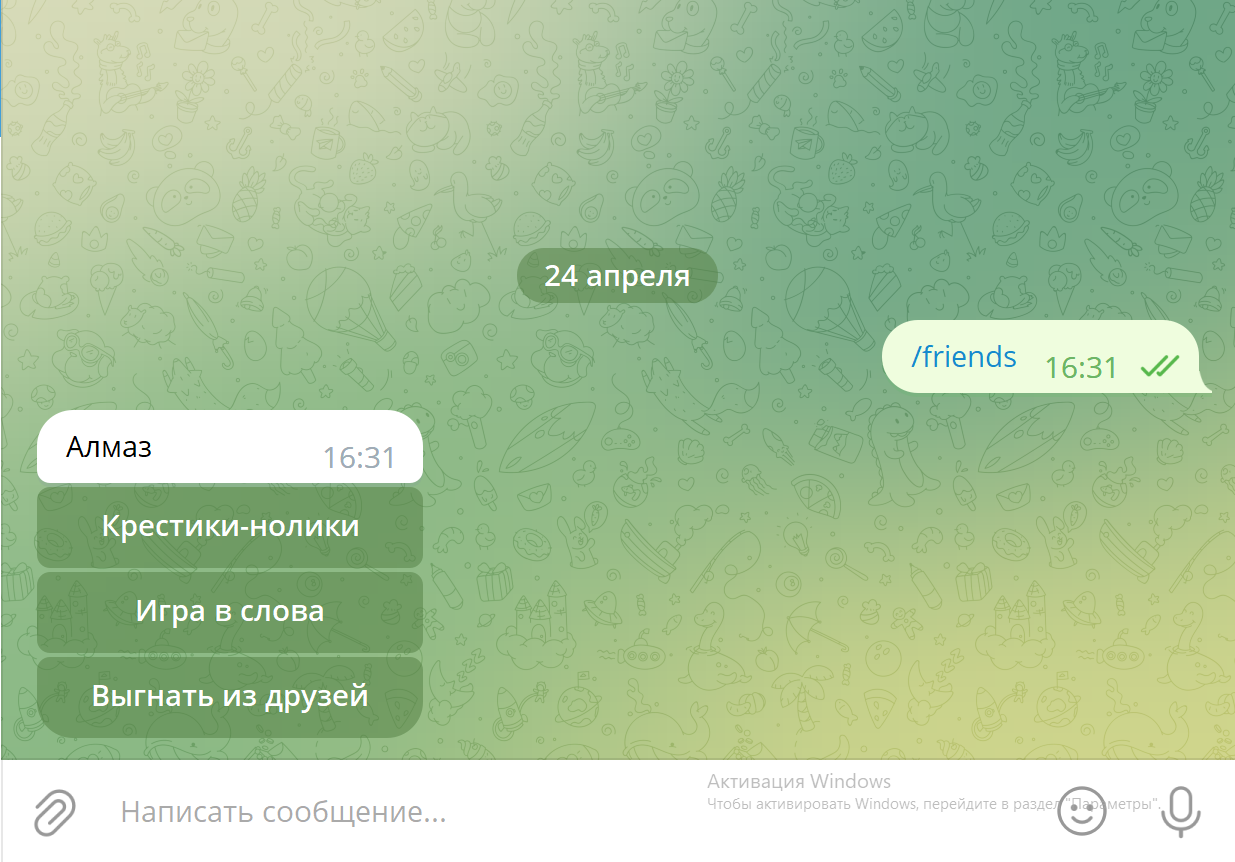 24 апреля
/friends 16:31
Алмаз 16:31
Крестики-нолики
Игра в слова
Выгнать из друзей
Написать сообщение...
Активация Windows
Чтобы активировать Windows, перейдите в раздел "Параметры".